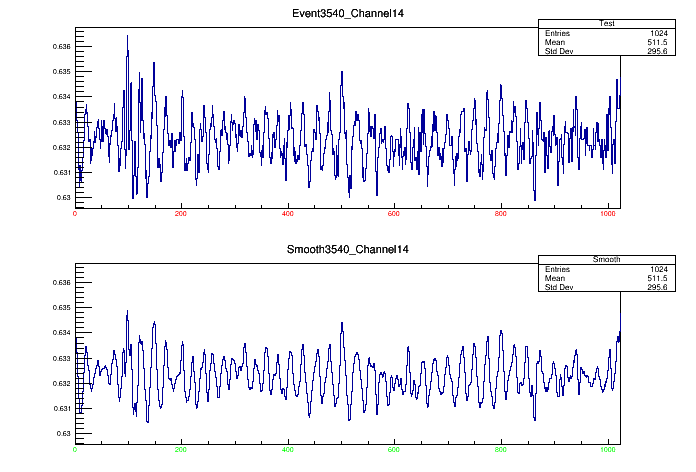 Event3540_Channel14
Test
Entries 1024
Mean 511.5
Std Dev 295.6
0.636
0.635
0.634
0.633
0.632
0.631
0.63
0 200 400 600 800 1000
Smooth3540_Channel14
Smooth
Entries 1024
Mean 511.5
Std Dev 295.6
0.636
0.635
0.634
0.633
0.632
0.631
0.63
0 200 400 600 800 1000